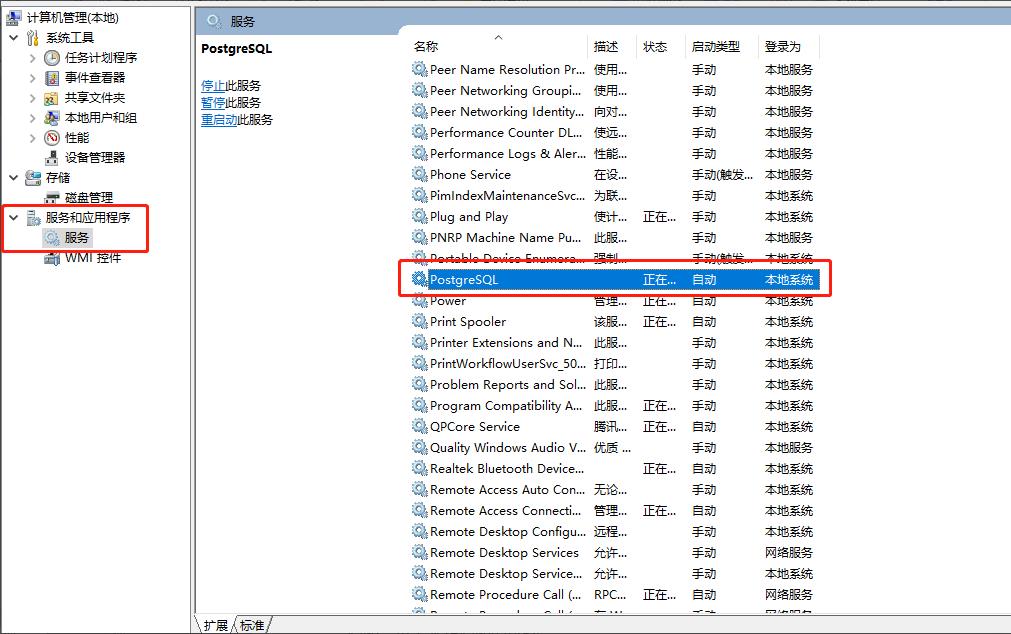 计算机管理(本地)
系统工具
任务计划程序
事件查看器
共享文件夹
本地用户和组
性能
设备管理器
存储
磁盘管理
服务和应用程序
服务
WMI 控件
服务
PostgreSQL
停止此服务
暂停此服务
重启动此服务
名称 描述 状态 启动类型 登录为
Peer Name Resolution Pr... 使用... 手动 本地服务
Peer Networking Groupi... 使用... 手动 本地服务
Peer Networking Identity... 向对... 手动 本地服务
Performance Counter DL... 使远... 手动 本地服务
Performance Logs & Aler... 性能... 手动 本地服务
Phone Service 在设... 手动(触发... 本地服务
PimIndexMaintenanceSvc... 为联... 手动 本地系统
Plug and Play 使计... 正在... 手动 本地系统
PNRP Machine Name Pu... 此服... 手动 本地服务
Portable Device Enumera... 强制... 手动(触发... 本地系统
PostgreSQL 正在... 自动 本地系统
Power 管理... 正在... 自动 本地系统
Print Spooler 该服... 正在... 自动 本地系统
Printer Extensions and N... 此服... 手动 本地系统
PrintWorkflowUserSvc_50... 打印... 手动 本地系统
Problem Reports and Sol... 此服... 手动 本地系统
Program Compatibility A... 此服... 正在... 手动 本地系统
QPCore Service 腾讯... 正在... 自动 本地系统
Quality Windows Audio V... 优质 ... 手动 本地服务
Realtek Bluetooth Device... 正在... 自动 本地系统
Remote Access Auto Con... 无论... 手动 本地系统
Remote Access Connecti... 管理... 正在... 自动 本地系统
Remote Desktop Configu... 远程... 手动 本地系统
Remote Desktop Services 允许... 手动 网络服务
Remote Desktop Service... 允许... 手动 本地系统
Remote Procedure Call (... RPC... 正在... 自动 网络服务
扩展 标准